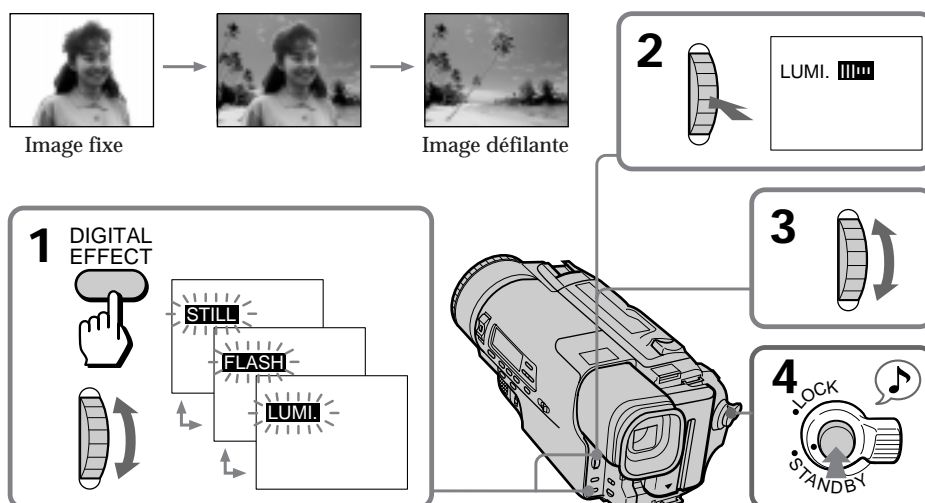 Image fixe
Image défilante
1
DIGITAL
EFFECT
STILL
FLASH
LUMI.
2
LUMI.
3
4
LOCK
STANDBY